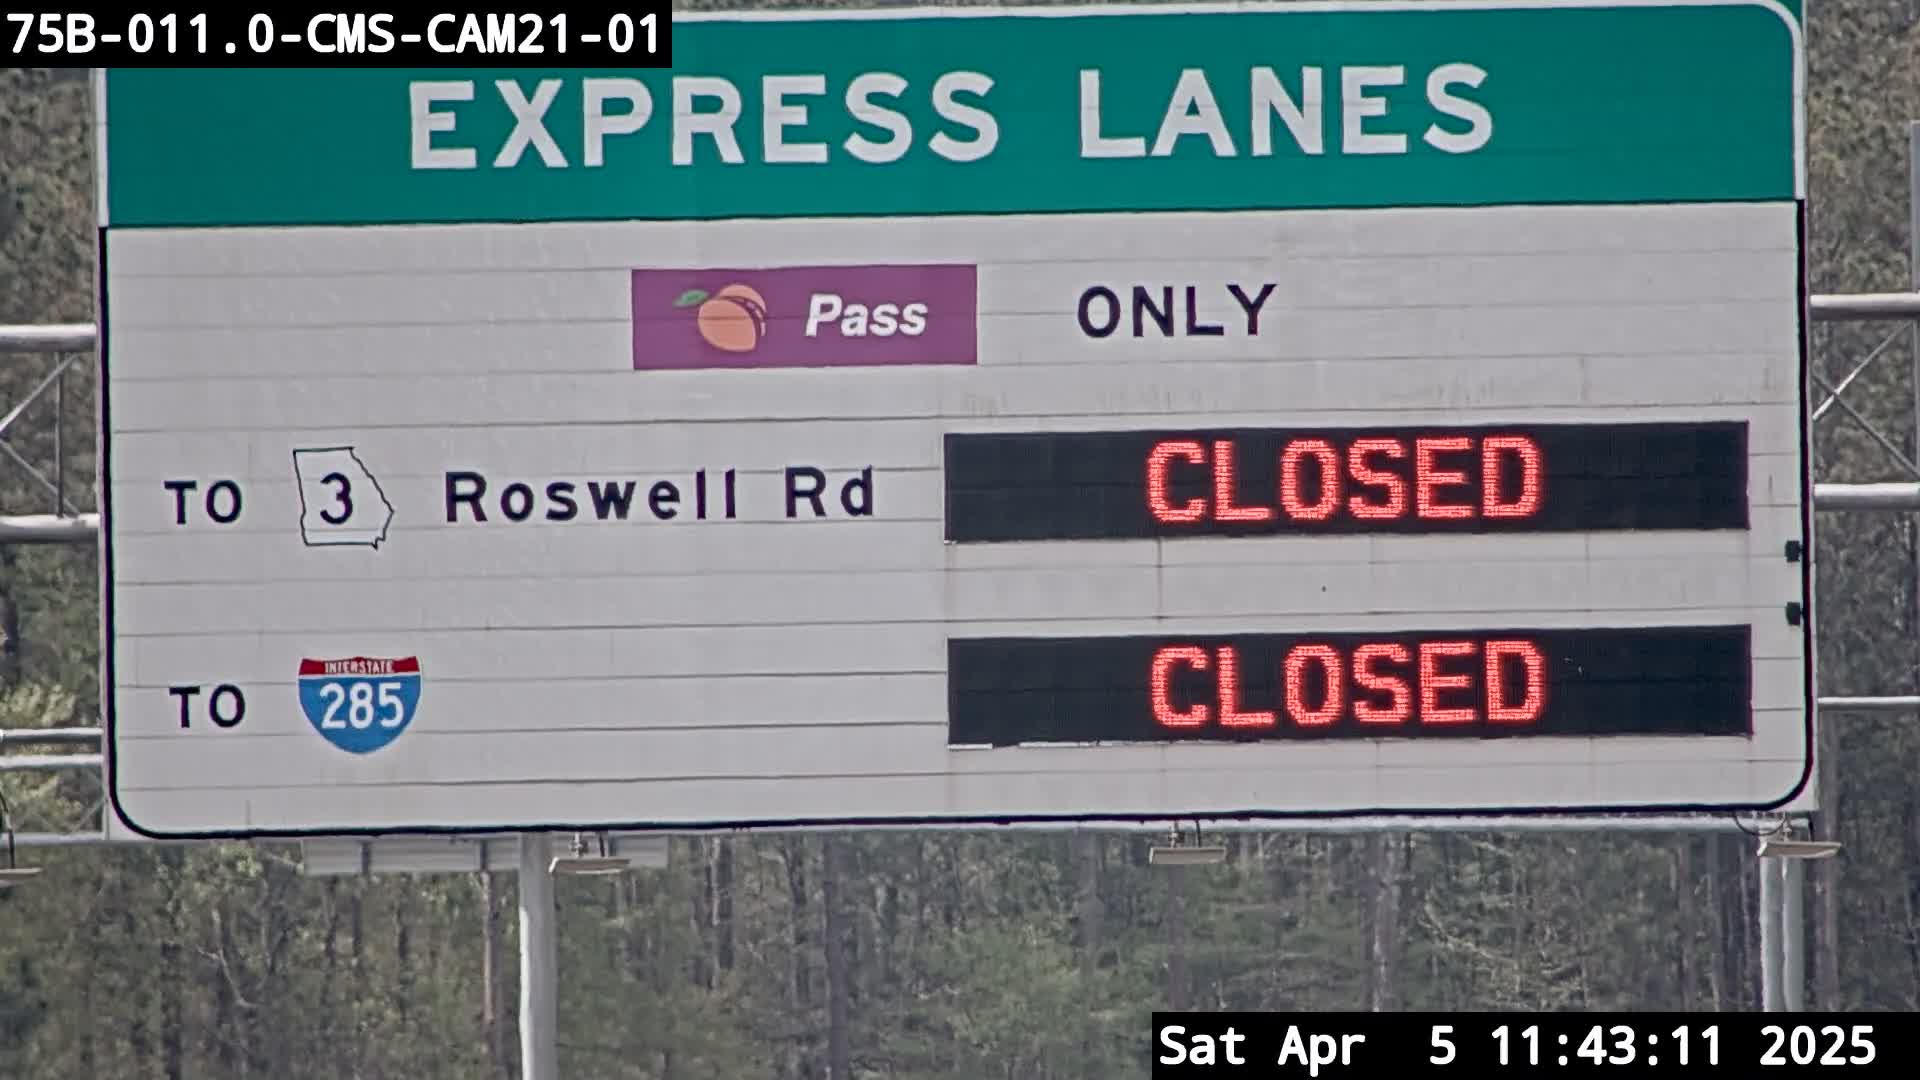 75B-011.0-CMS-CAM21-01
EXPRESS LANES
Pass ONLY
TO 3 Roswell Rd CLOSED
TO INTERSTATE 285 CLOSED
Sat Apr 5 11:43:11 2025